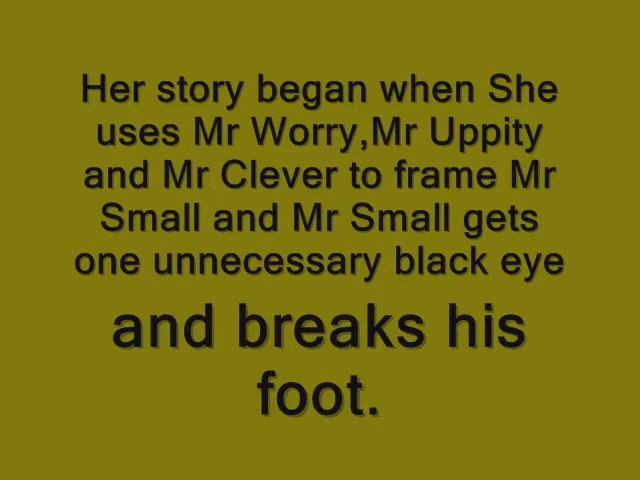 Her story began when She
uses Mr Worry,Mr Uppity
and Mr Clever to frame Mr
Small and Mr Small gets
one unnecessary black eye
and breaks his
foot.